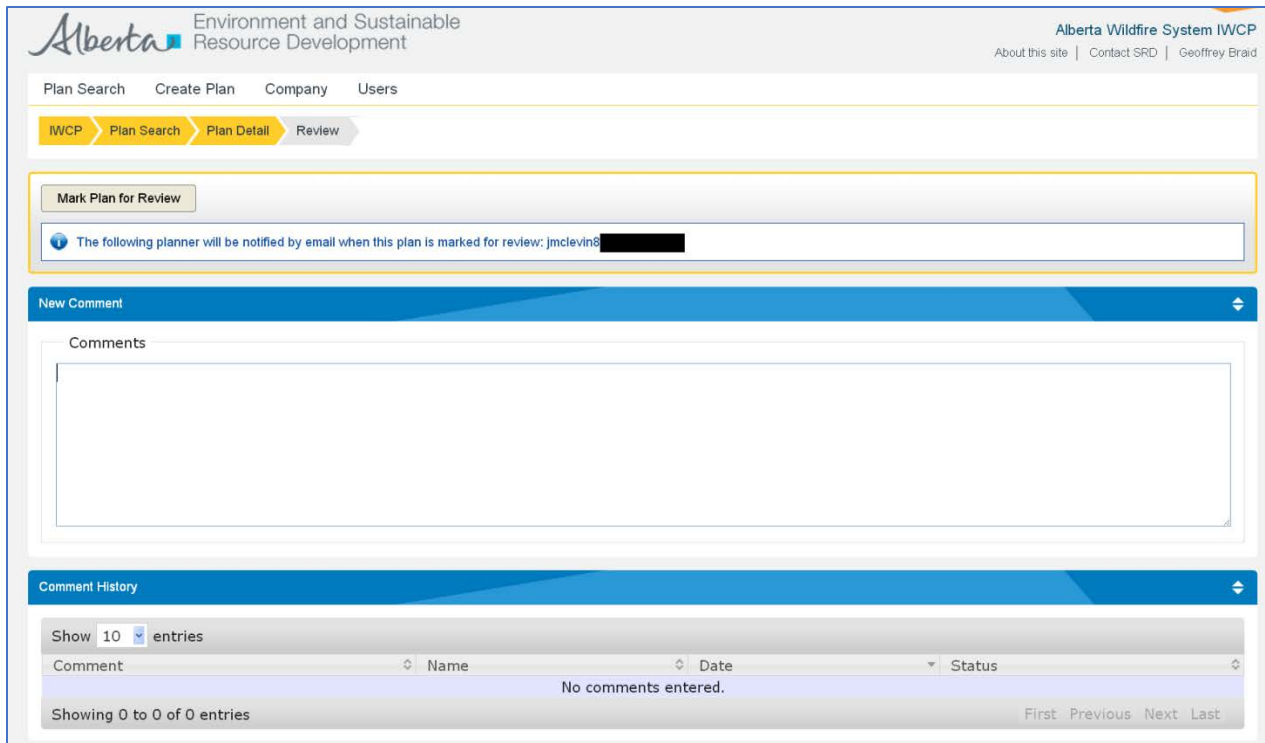 Alberta Environment and Sustainable
Resource Development
Alberta Wildfire System IWCP
About this site | Contact SRD | Geoffrey Braid
Plan Search Create Plan Company Users
IWCP Plan Search Plan Detail Review
Mark Plan for Review
The following planner will be notified by email when this plan is marked for review: jmclevin8
New Comment
Comments
Comment History
Show 10 entries
Comment Name Date Status
No comments entered.
Showing 0 to 0 of 0 entries First Previous Next Last